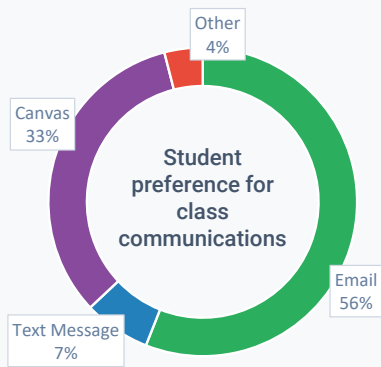 Other
4%
Canvas
33%
Student
preference for
class
communications
Email
56%
Text Message
7%